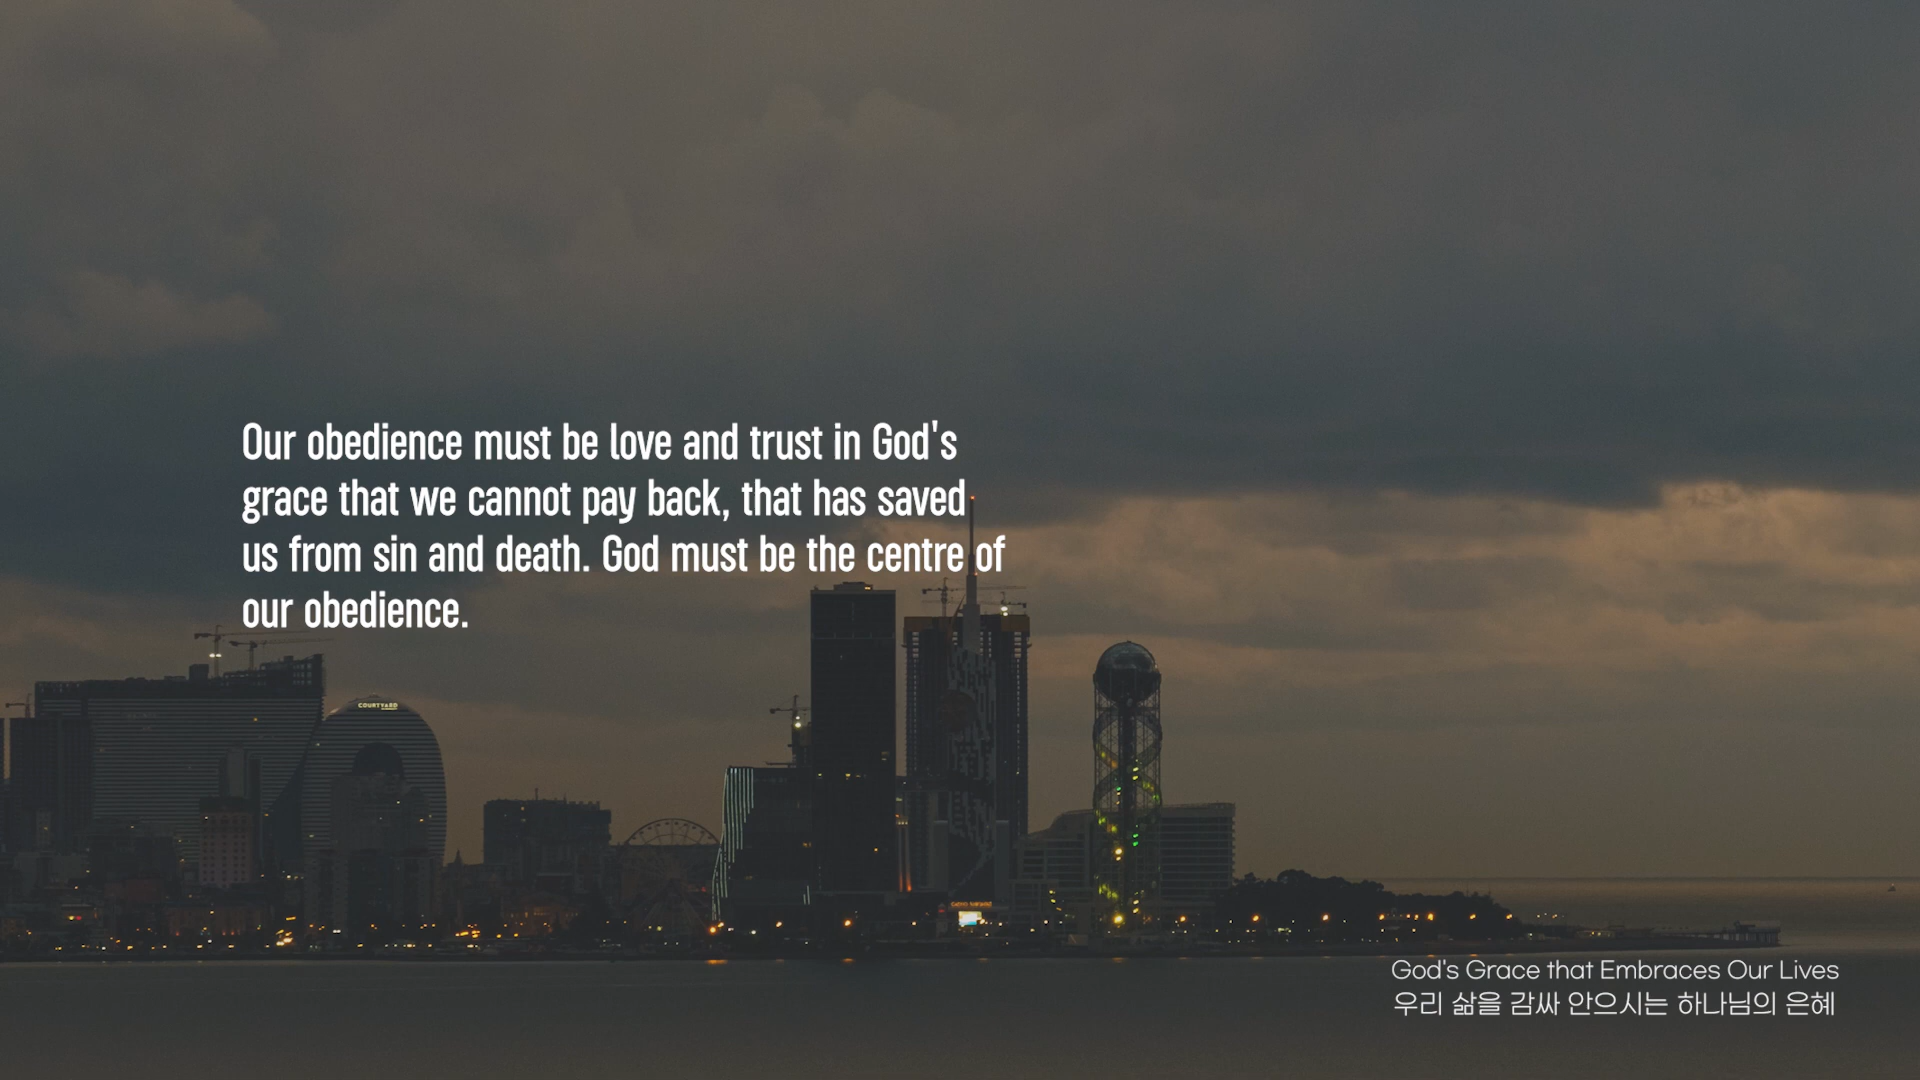 Our obedience must be love and trust in God's
grace that we cannot pay back, that has saved
us from sin and death. God must be the centre of
our obedience.
COURTYARD
God's Grace that Embraces Our Lives
우리 삶을 감싸 안으시는 하나님의 은혜